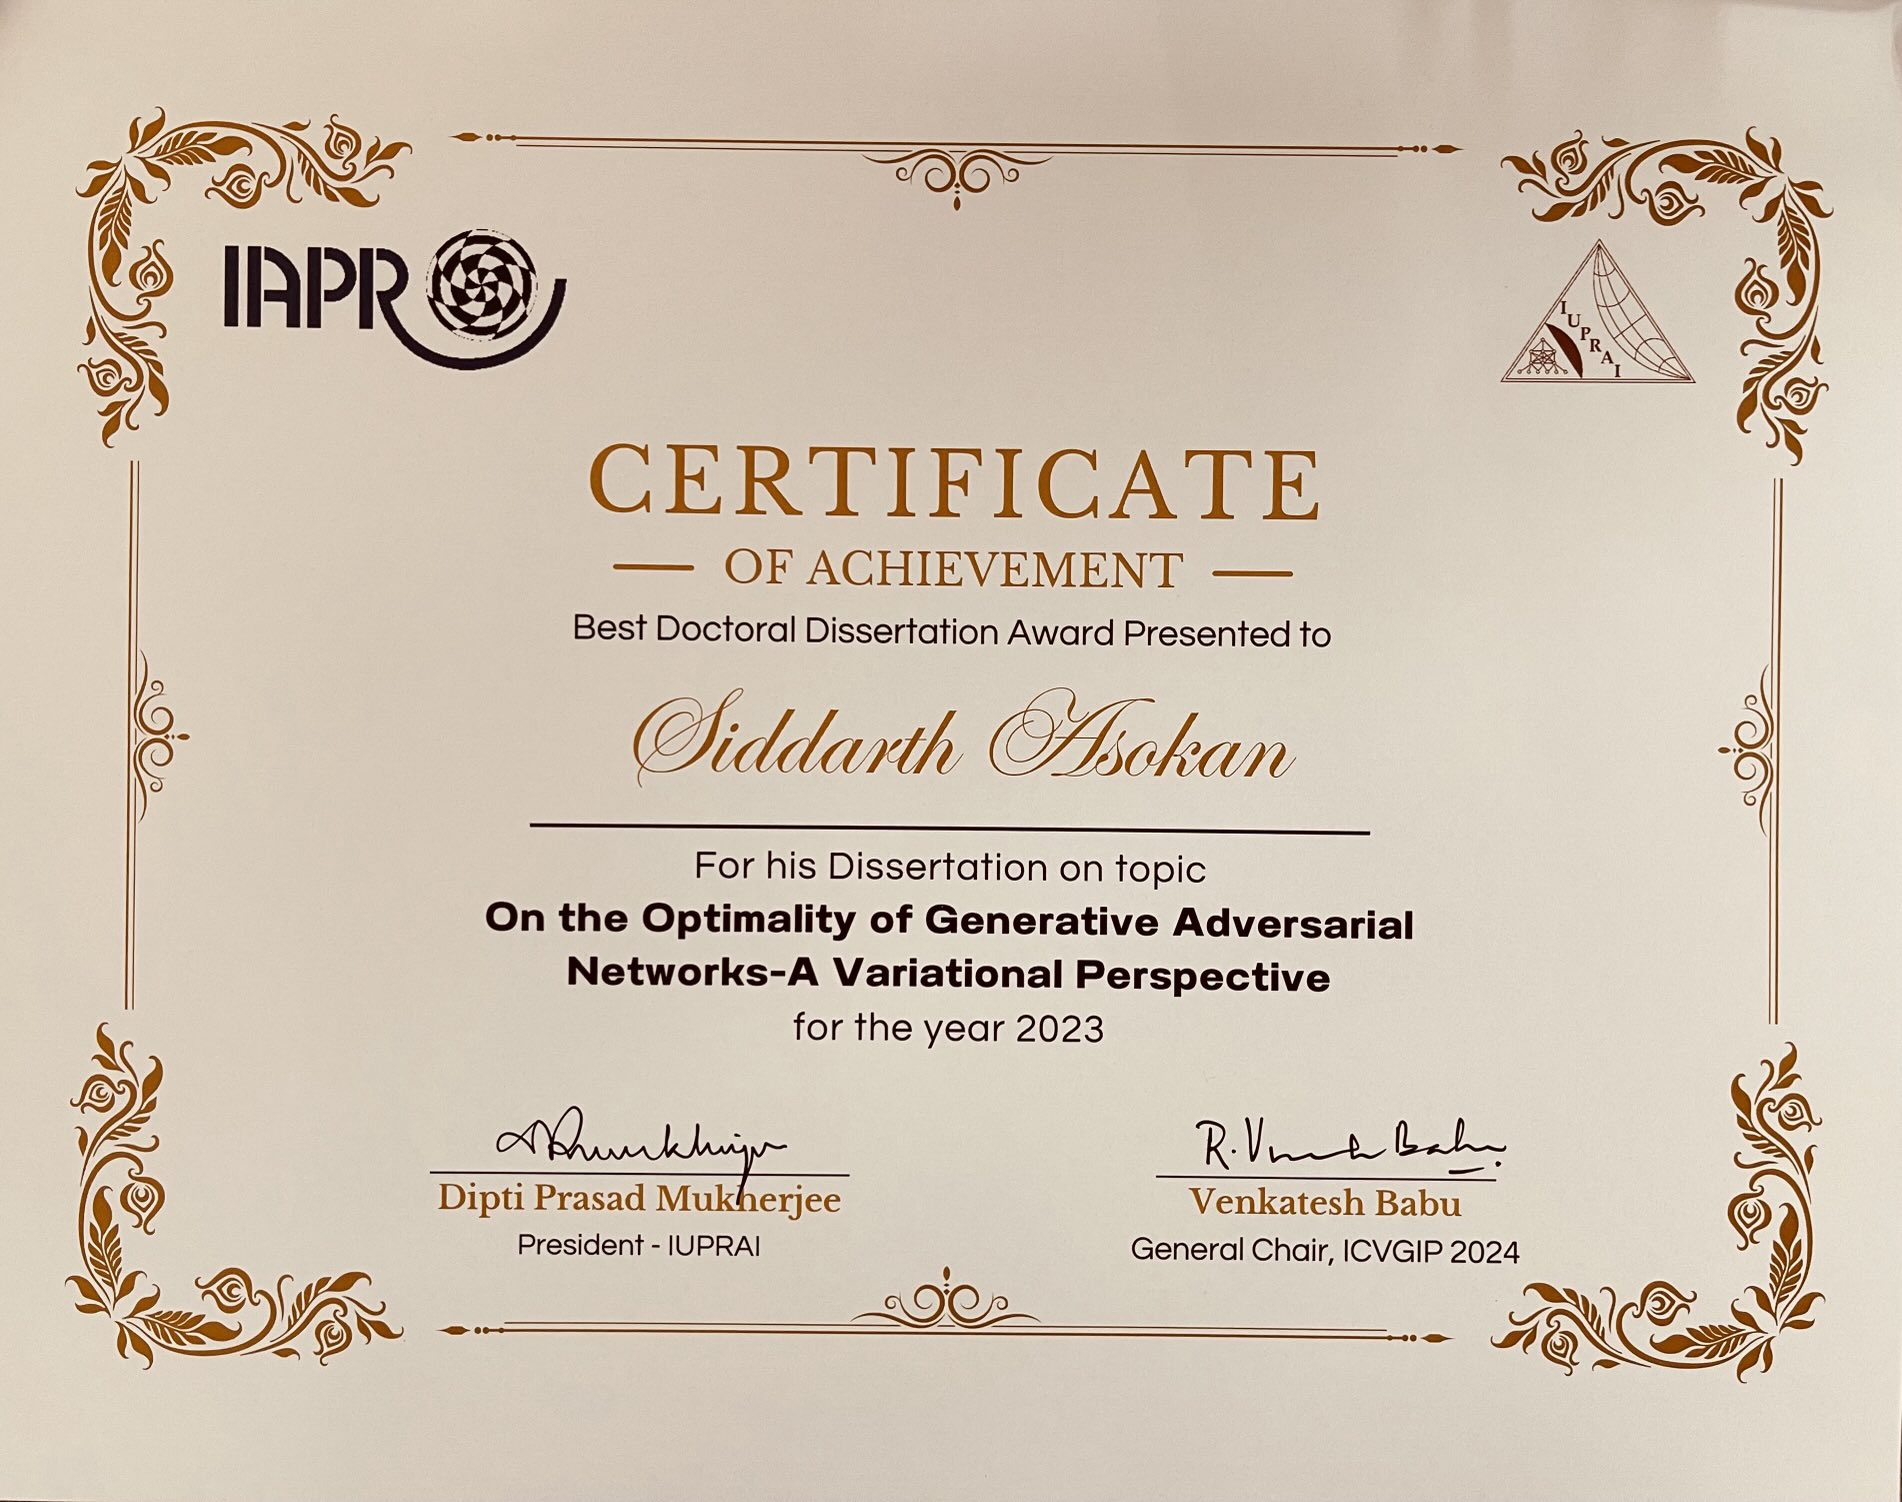 IAPR
IUPRAI
CERTIFICATE
OF ACHIEVEMENT
Best Doctoral Dissertation Award Presented to
Siddarth Asokan
For his Dissertation on topic
On the Optimality of Generative Adversarial
Networks-A Variational Perspective
for the year 2023
R. Venkatesh Babu
Dipti Prasad Mukherjee
Venkatesh Babu
President - IUPRAI
General Chair, ICVGIP 2024